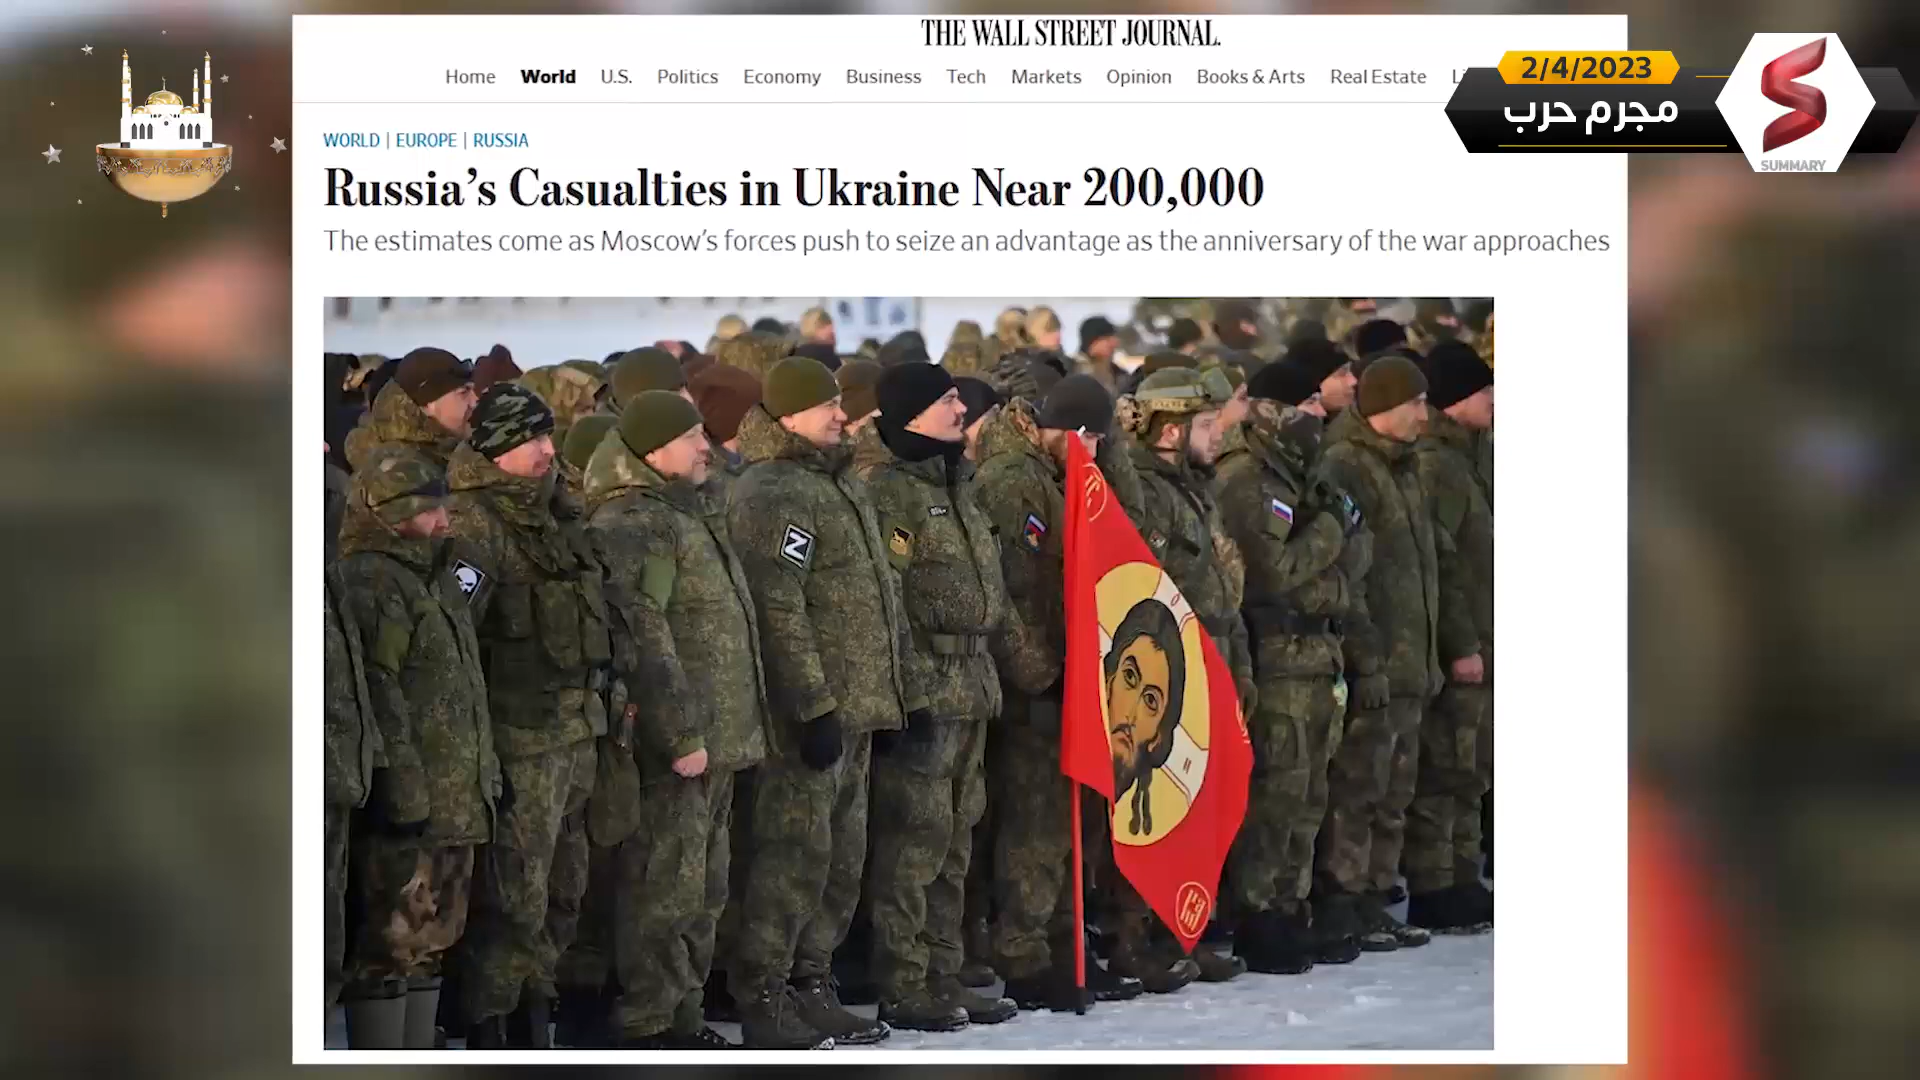 THE WALL STREET JOURNAL.
Home World U.S. Politics Economy Business Tech Markets Opinion Books & Arts Real Estate
2/4/2023
مجرم حرب
SUMMARY
WORLD | EUROPE | RUSSIA
Russia's Casualties in Ukraine Near 200,000
The estimates come as Moscow's forces push to seize an advantage as the anniversary of the war approaches
Z